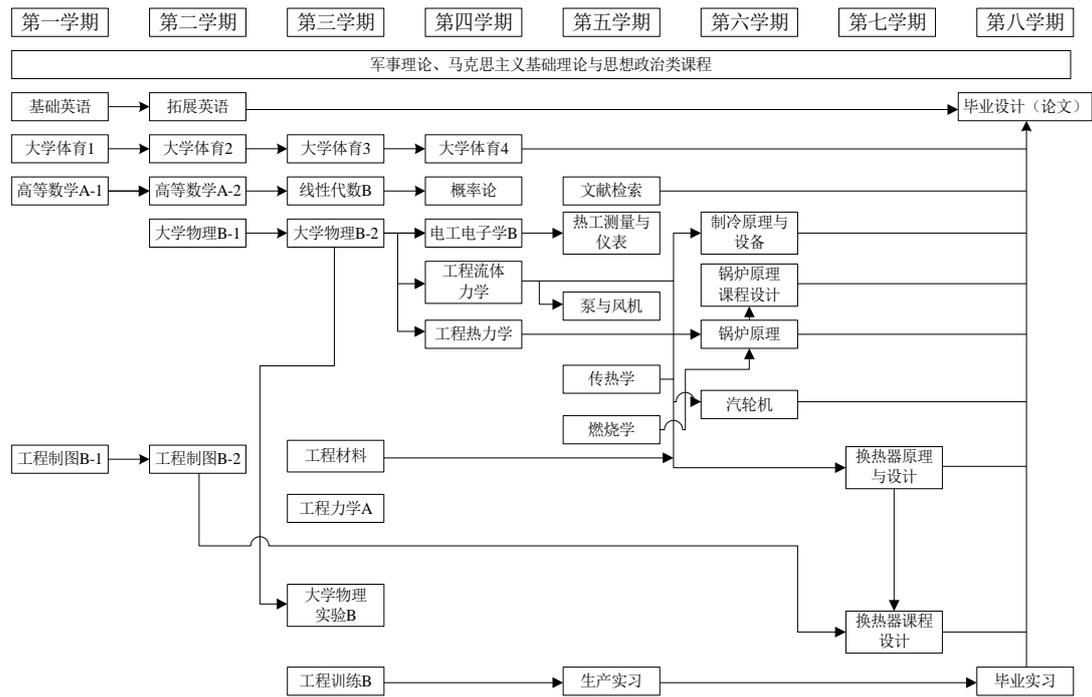 第一学期 第二学期 第三学期 第四学期 第五学期 第六学期 第七学期 第八学期
军事理论、马克思主义基础理论与思想政治类课程
基础英语 拓展英语 毕业设计（论文）
大学体育1 大学体育2 大学体育3 大学体育4
高等数学A-1 高等数学A-2 线性代数B 概率论 文献检索
大学物理B-1 大学物理B-2 电工电子学B
热工测量与
仪表
制冷原理与
设备
工程流体
力学
锅炉原理
课程设计
泵与风机
工程热力学 锅炉原理
传热学
汽轮机
燃烧学
工程制图B-1 工程制图B-2 工程材料
换热器原理
与设计
工程力学A
大学物理
实验B
换热器课程
设计
工程训练B 生产实习 毕业实习